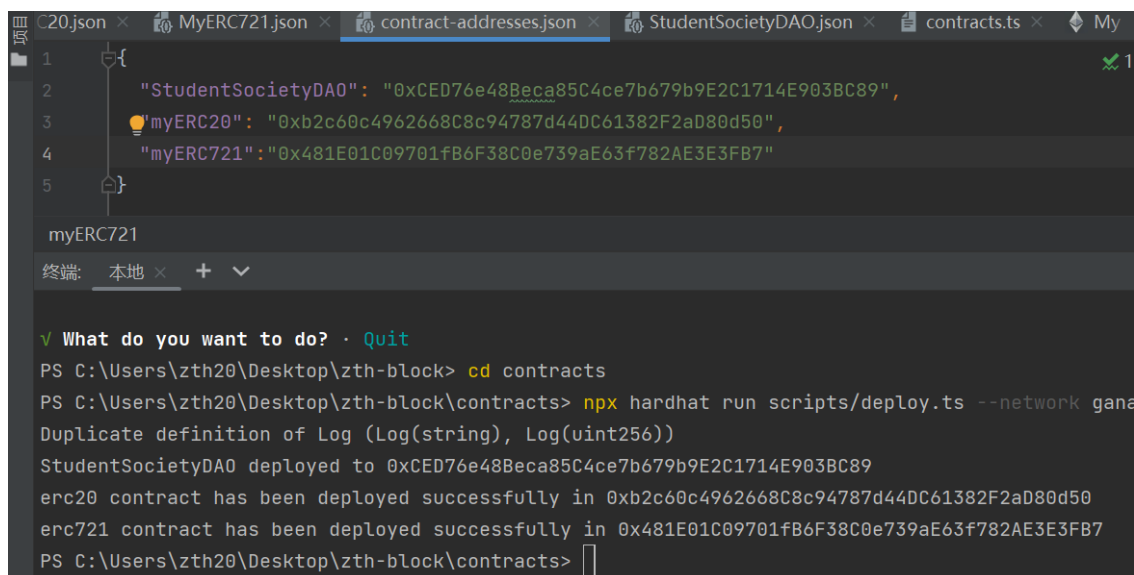 C20.json × MyERC721.json × contract-addresses.json × StudentSocietyDAO.json × contracts.ts × My
项目
1 {
1
2 "StudentSocietyDAO": "0xCED76e48Beca85C4ce7b679b9E2C1714E903BC89",
3 "myERC20": "0xb2c60c4962668C8c94787d44DC61382F2aD80d50",
4 "myERC721":"0x481E01C09701fB6F38C0e739aE63f782AE3E3FB7"
5 }
myERC721
终端: 本地 × +
√ What do you want to do? · Quit
PS C:\Users\zth20\Desktop\zth-block> cd contracts
PS C:\Users\zth20\Desktop\zth-block\contracts> npx hardhat run scripts/deploy.ts --network gana
Duplicate definition of Log (Log(string), Log(uint256))
StudentSocietyDAO deployed to 0xCED76e48Beca85C4ce7b679b9E2C1714E903BC89
erc20 contract has been deployed successfully in 0xb2c60c4962668C8c94787d44DC61382F2aD80d50
erc721 contract has been deployed successfully in 0x481E01C09701fB6F38C0e739aE63f782AE3E3FB7
PS C:\Users\zth20\Desktop\zth-block\contracts>